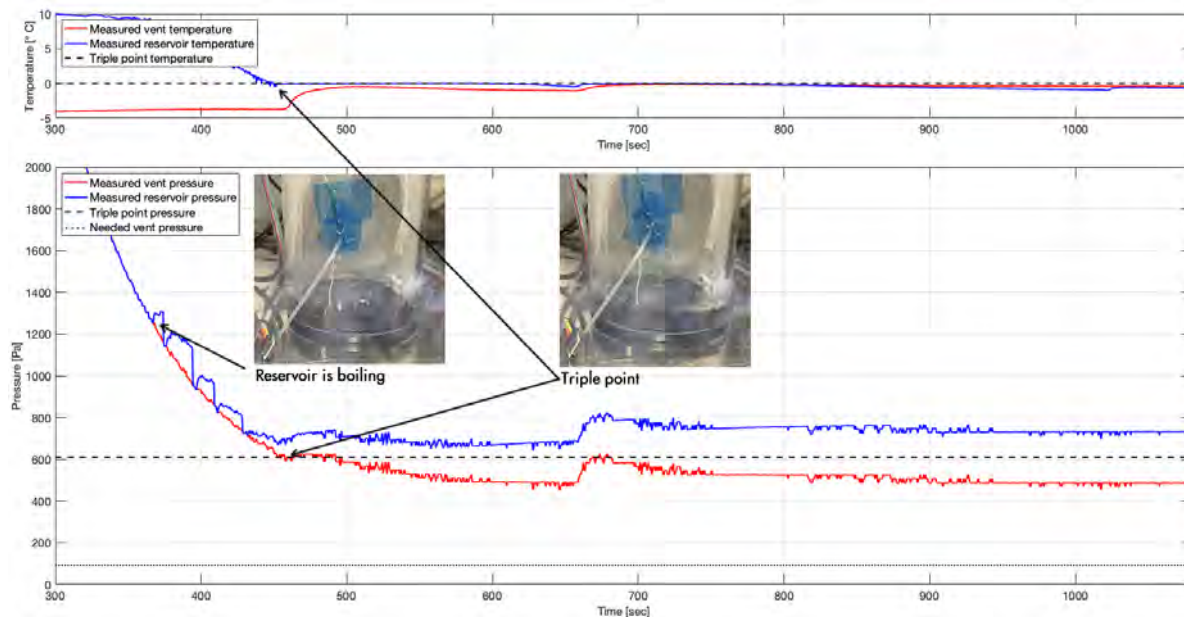 10
5
0
-5
Temperature [° C]
Measured vent temperature
Measured reservoir temperature
Triple point temperature
300
400
500
600
700
800
900
1000
Time [sec]
2000
1800
1600
1400
1200
1000
800
600
400
200
0
Pressure [Pa]
Measured vent pressure
Measured reservoir pressure
Triple point pressure
Needed vent pressure
Reservoir is boiling
Triple point
300
400
500
600
700
800
900
1000
Time [sec]